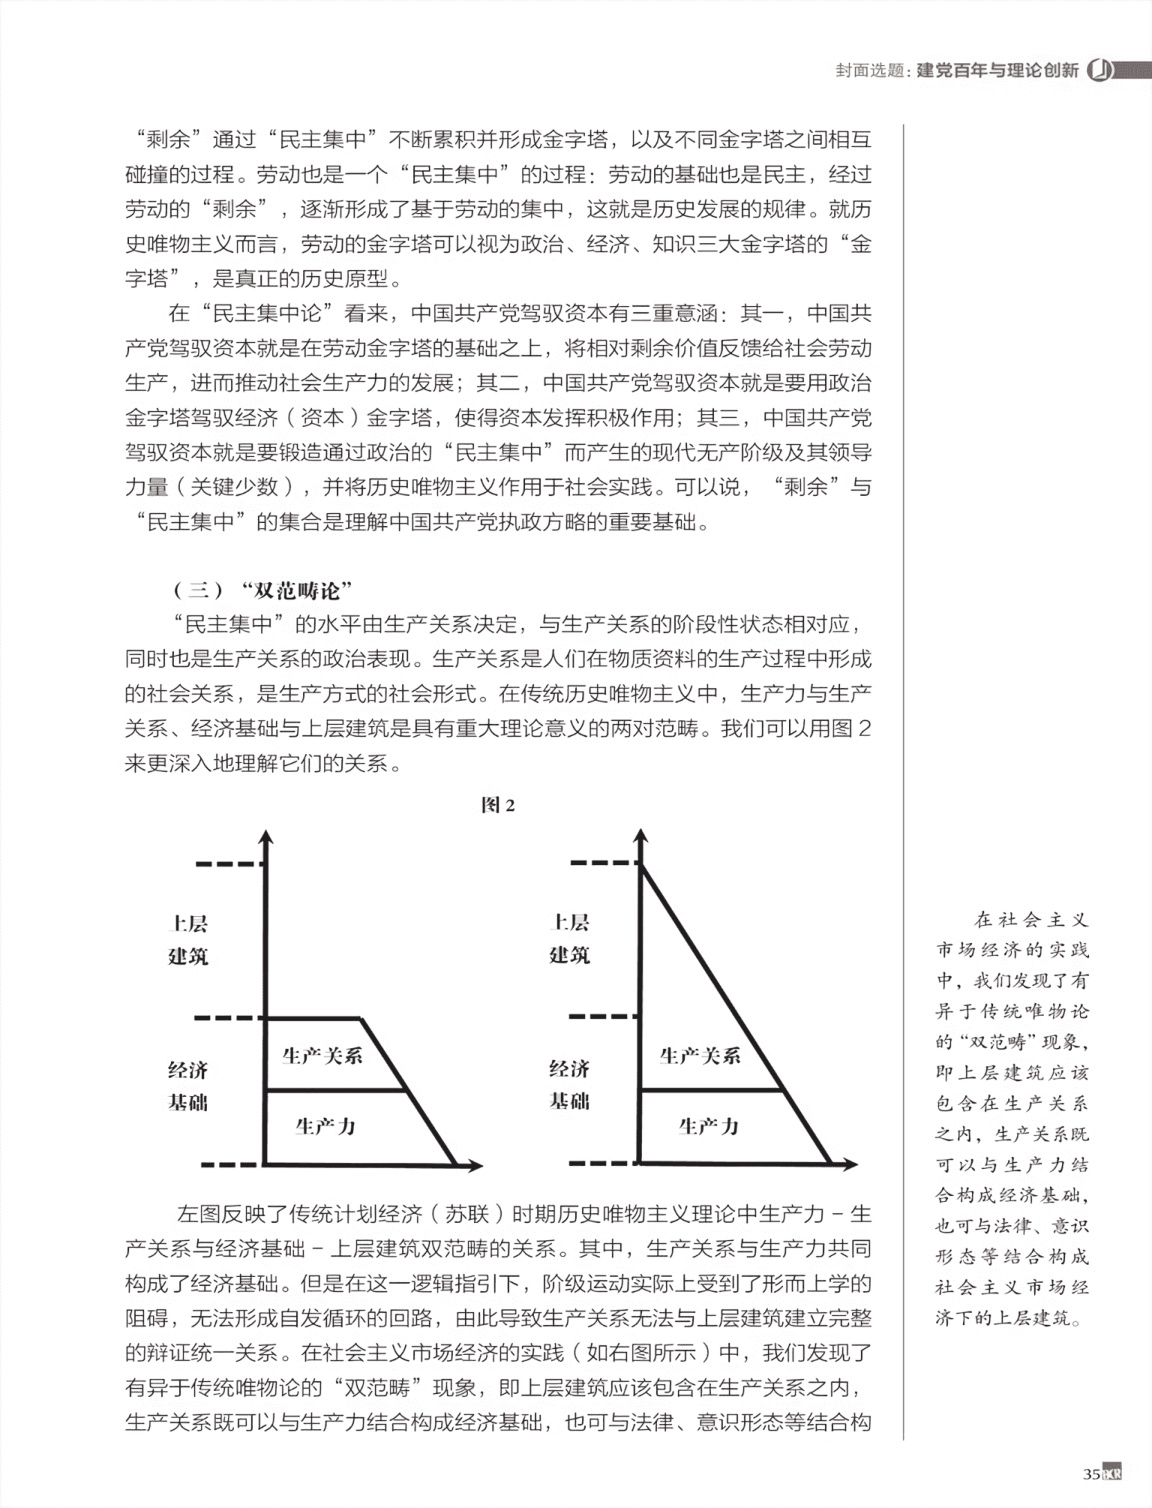 封面选题：建党百年与理论创新
“剩余”通过“民主集中”不断累积并形成金字塔，以及不同金字塔之间相互
碰撞的过程。劳动也是一个“民主集中”的过程：劳动的基础也是民主，经过
劳动的“剩余”，逐渐形成了基于劳动的集中，这就是历史发展的规律。就历
史唯物主义而言，劳动的金字塔可以视为政治、经济、知识三大金字塔的“金
字塔”，是真正的历史原型。
在“民主集中论”看来，中国共产党驾驭资本有三重意涵：其一，中国共
产党驾驭资本就是在劳动金字塔的基础之上，将相对剩余价值反馈给社会劳动
生产，进而推动社会生产力的发展；其二，中国共产党驾驭资本就是要用政治
金字塔驾驭经济（资本）金字塔，使得资本发挥积极作用；其三，中国共产党
驾驭资本就是要锻造通过政治的“民主集中”而产生的现代无产阶级及其领导
力量（关键少数），并将历史唯物主义作用于社会实践。可以说，“剩余”与
“民主集中”的集合是理解中国共产党执政方略的重要基础。
（三）“双范畴论”
“民主集中”的水平由生产关系决定，与生产关系的阶段性状态相对应，
同时也是生产关系的政治表现。生产关系是人们在物质资料的生产过程中形成
的社会关系，是生产方式的社会形式。在传统历史唯物主义中，生产力与生产
关系、经济基础与上层建筑是具有重大理论意义的两对范畴。我们可以用图 2
来更深入地理解它们的关系。
图 2
上层
建筑
经济
基础
生产关系
生产力
上层
建筑
经济
基础
生产关系
生产力
左图反映了传统计划经济（苏联）时期历史唯物主义理论中生产力－生
产关系与经济基础－上层建筑双范畴的关系。其中，生产关系与生产力共同
构成了经济基础。但是在这一逻辑指引下，阶级运动实际上受到了形而上学的
阻碍，无法形成自发循环的回路，由此导致生产关系无法与上层建筑建立完整
的辩证统一关系。在社会主义市场经济的实践（如右图所示）中，我们发现了
有异于传统唯物论的“双范畴”现象，即上层建筑应该包含在生产关系之内，
生产关系既可以与生产力结合构成经济基础，也可与法律、意识形态等结合构
在社会主义
市场经济的实践
中，我们发现了有
异于传统唯物论
的“双范畴”现象，
即上层建筑应该
包含在生产关系
之内，生产关系既
可以与生产力结
合构成经济基础，
也可与法律、意识
形态等结合构成
社会主义市场经
济下的上层建筑。
35